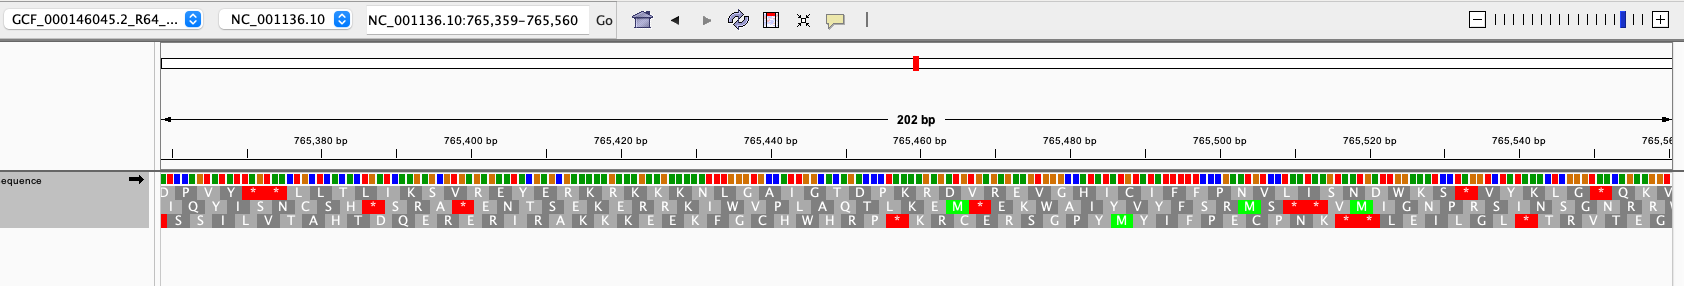 GCF_000146045.2_R64_... NC_001136.10 NC_001136.10:765,359-765,560 Go
202 bp
765,380 bp 765,400 bp 765,420 bp 765,440 bp 765,460 bp 765,480 bp 765,500 bp 765,520 bp 765,540 bp 765,56
equence
D P V Y * * L L T L I K S V R E Y E R K R K K K N L G A I G T D P K R D V R E V G H I C I F F P N V L I S N D W K S * V Y K L G * Q K V
I Q Y I S N C S H * S R A * E N T S E K E R R K I W V P L A Q T L K E M * E K W A I Y V Y F S R M S * * V M I G N P R S I N S G N R R
S S I L V T A H T D Q E R E R I R A K K K E E K F G C H W H R P * K R C E R S G P Y M Y I F P E C P N K * * L E I L G L * T R V T E G